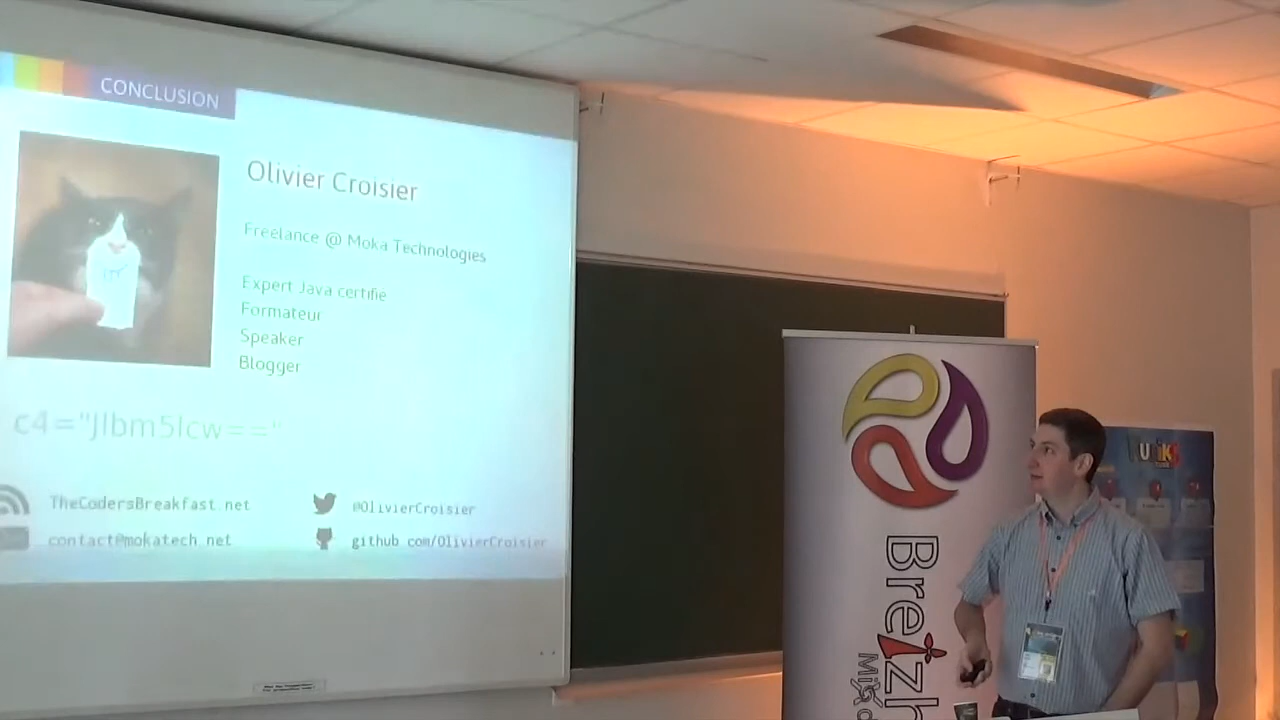 CONCLUSION
Olivier Croisier
Freelance @ Moka Technologies
Expert Java certifié
Formateur
Speaker
Blogger
c4="Jlbm5lcw=="
TheCodersBreakfast.net
@OlivierCroisier
contact@mokatech.net
github.com/OlivierCroisier
Breizh